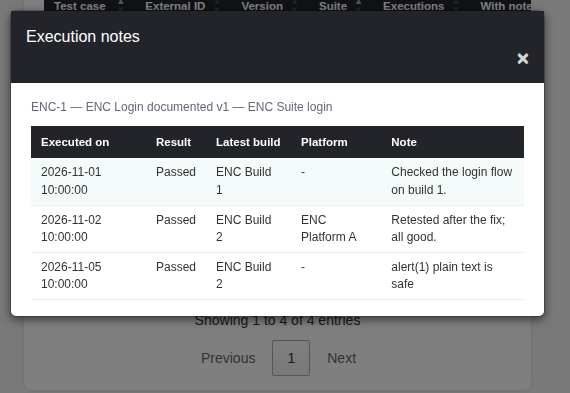 Test case External ID Version Suite Executions With note
Execution notes
×
ENC-1 — ENC Login documented v1 — ENC Suite login
Executed on Result Latest build Platform Note
2026-11-01 Passed ENC Build - Checked the login flow
10:00:00 1 on build 1.
2026-11-02 Passed ENC Build ENC Retested after the fix;
10:00:00 2 Platform A all good.
2026-11-05 Passed ENC Build - alert(1) plain text is
10:00:00 2 safe
Showing 1 to 4 of 4 entries
Previous 1 Next